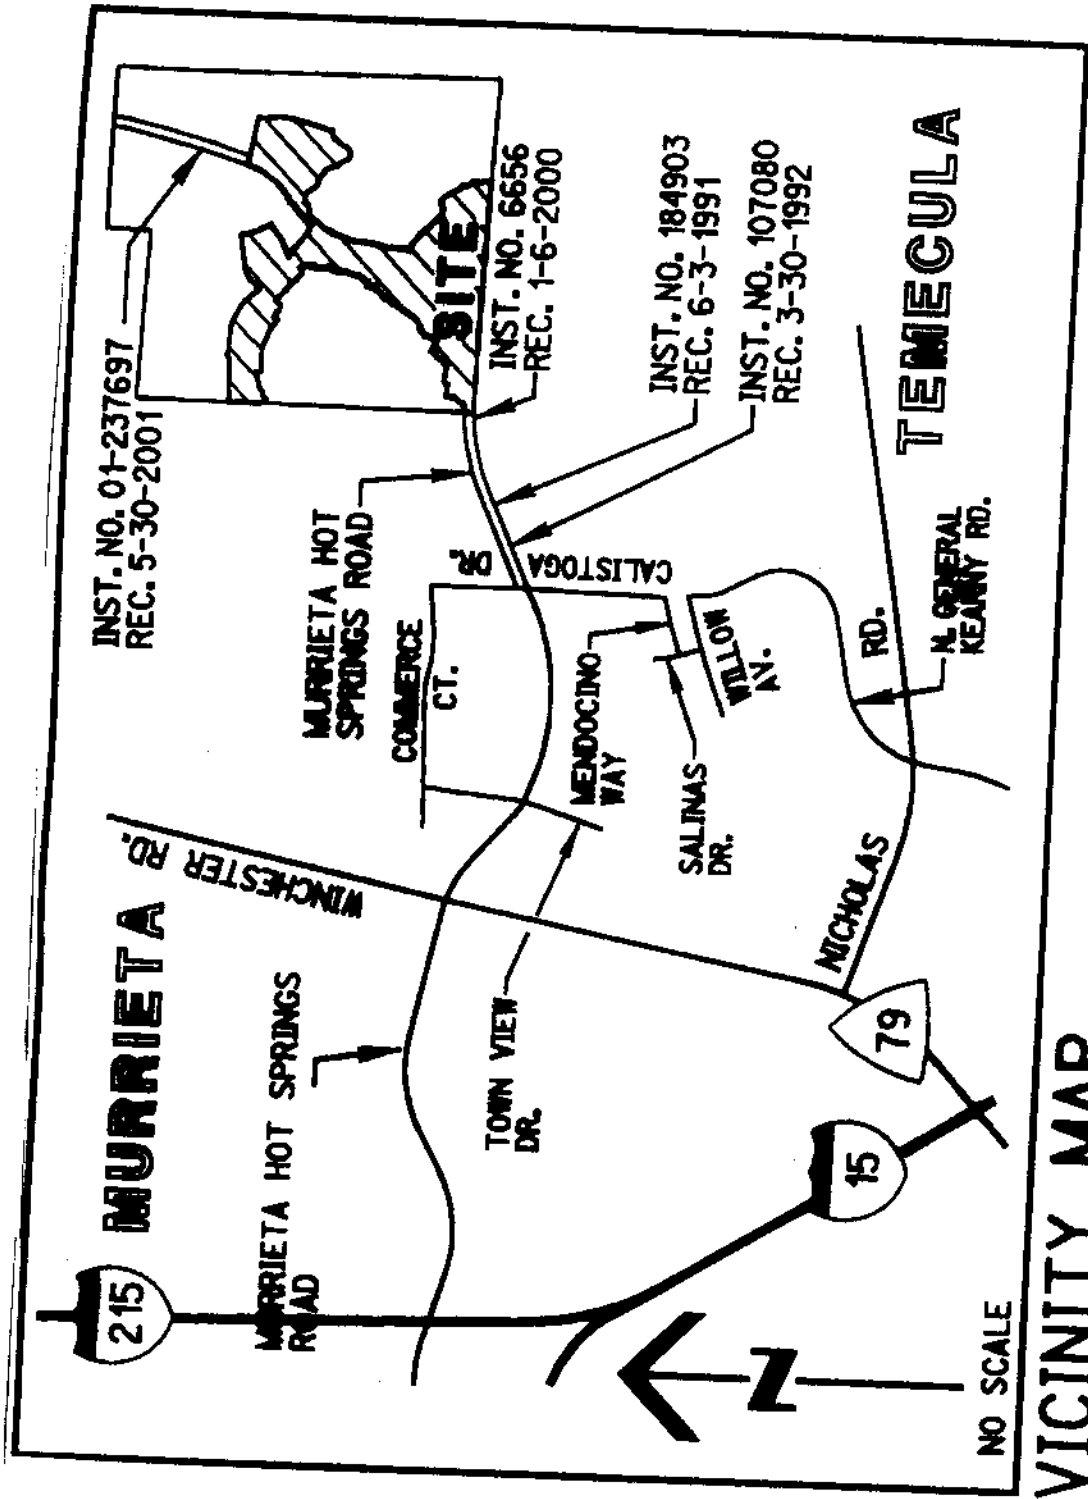 INST. NO. 01-237697
REC. 5-30-2001
215
MURRIETA
WINCHESTER RD.
MURRIETA HOT SPRINGS
ROAD
MURRIETA HOT
SPRINGS ROAD
COMMERCE
CT.
CALISTOGA DR.
SITE
INST. NO. 6656
REC. 1-6-2000
INST. NO. 184903
REC. 6-3-1991
INST. NO. 107080
REC. 3-30-1992
TOWN VIEW
DR.
MENDOCINO
WAY
SALINAS
DR.
WILLOW
AV.
15
79
NICHOLAS RD.
N. GENERAL
KEARNY RD.
TEMECULA
N
NO SCALE
VICINITY MAP